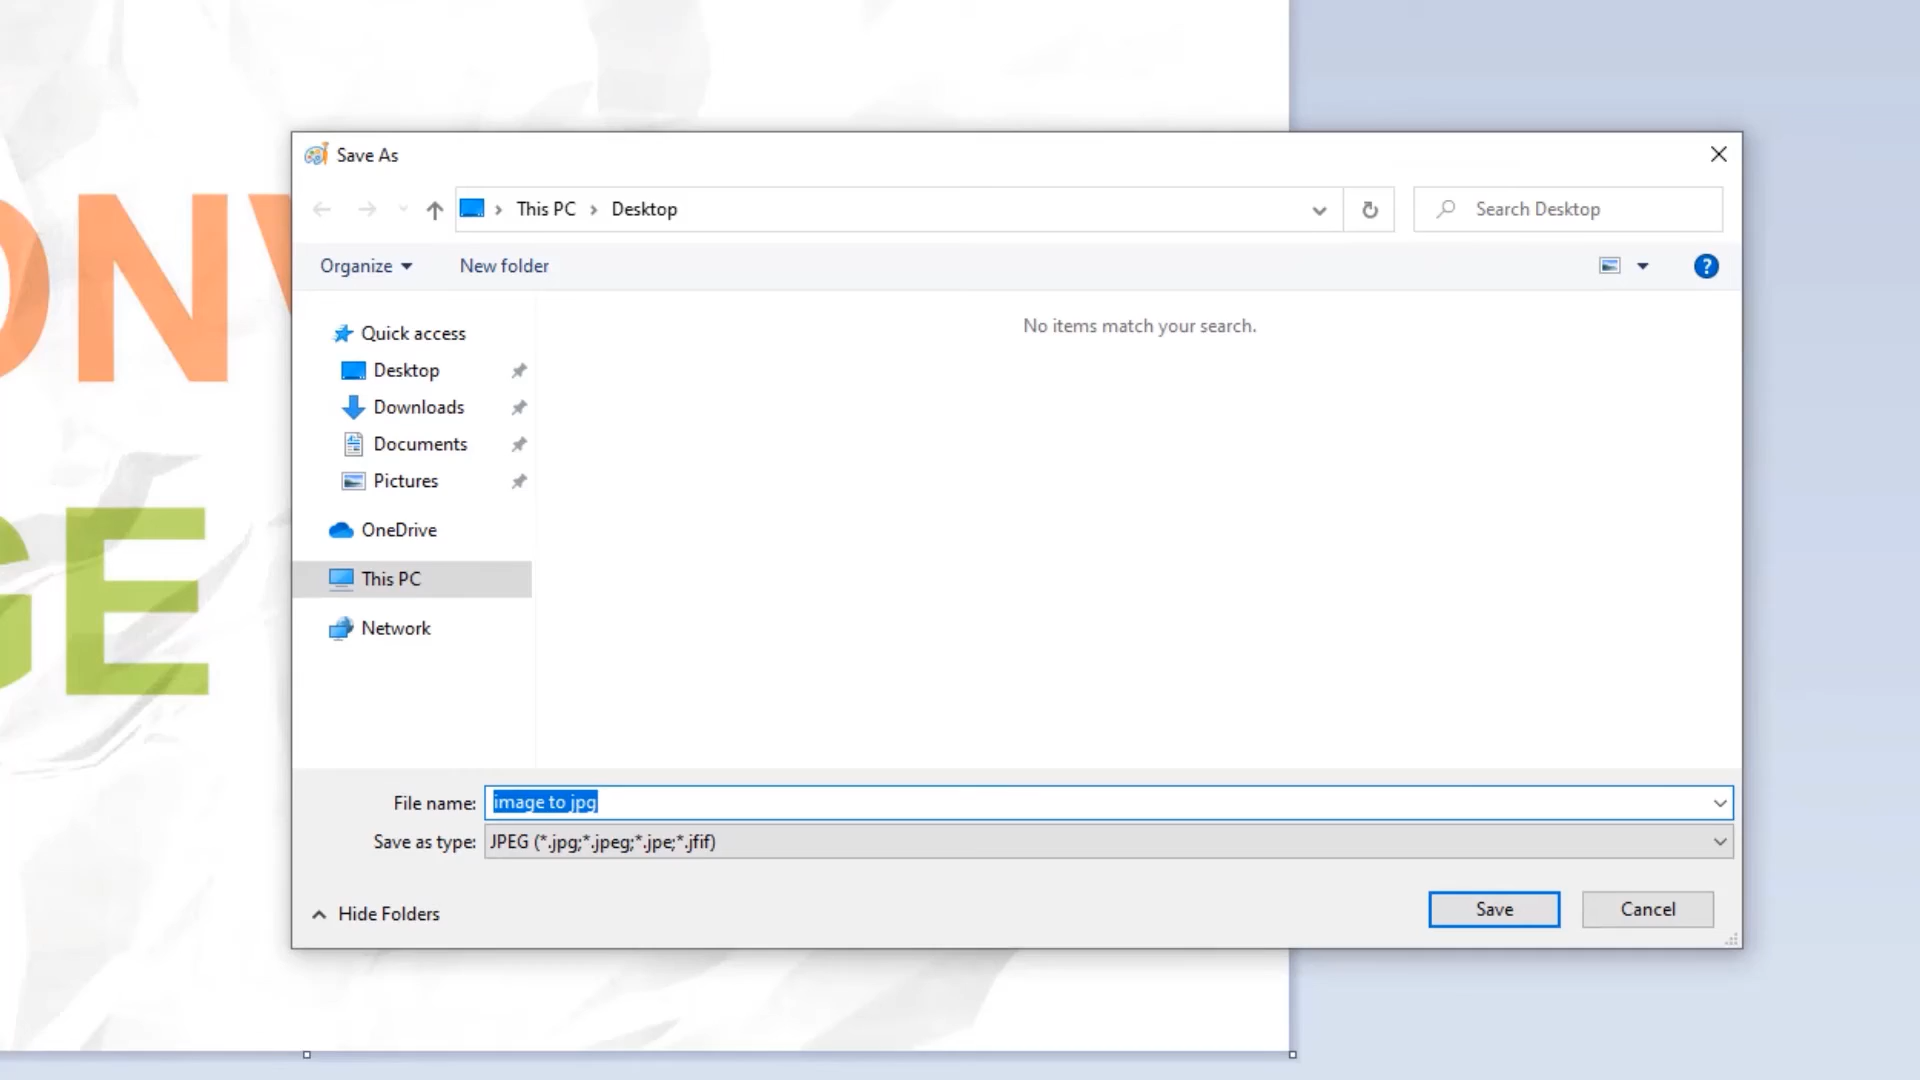 ONV
GE
Save As
This PC > Desktop
Search Desktop
Organize
New folder
?
Quick access
No items match your search.
Desktop
Downloads
Documents
Pictures
OneDrive
This PC
Network
File name: image to jpg
Save as type: JPEG (*.jpg;*.jpeg;*.jpe;*.jfif)
Hide Folders
Save
Cancel